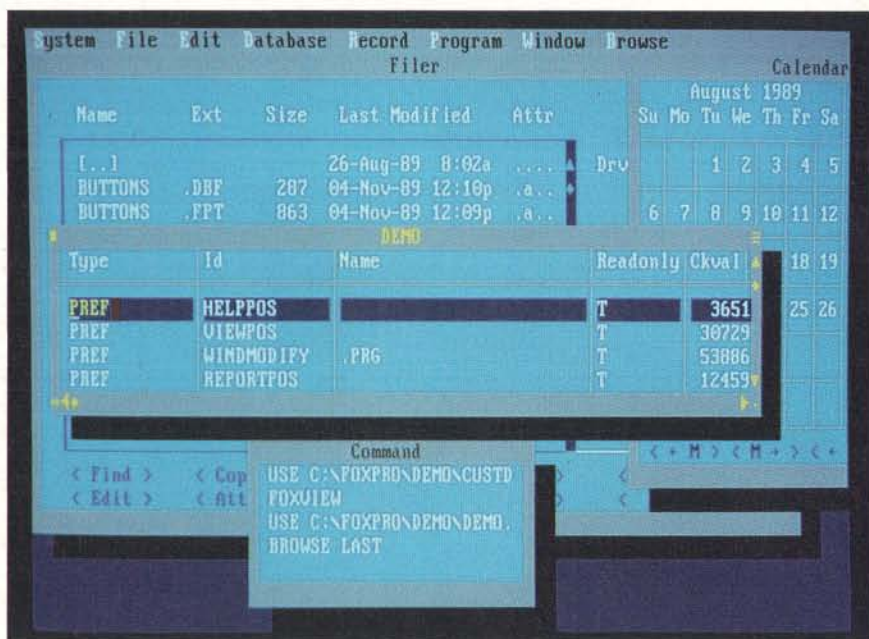 System File Edit Database Record Program Window Browse
Filer
Calendar
Name Ext Size Last Modified Attr
August 1989
Su Mo Tu We Th Fr Sa
[..] 26-Aug-89 8:02a .... Drv
1 2 3 4 5
BUTTONS .DBF 287 04-Nov-89 12:10p .a..
BUTTONS .FPT 863 04-Nov-89 12:09p .a..
6 7 8 9 10 11 12
DEMO
Type Id Name Readonly Ckval
18 19
PREF HELPPOS T 3651
25 26
PREF VIEWPOS T 30729
PREF WINDMODIFY .PRG T 53886
PREF REPORTPOS T 12459
Command
< + M > < M + > < +
< Find > < Cop
USE C:\FOXPRO\DEMO\CUSTD
< Edit > < Att
FOXVIEW
USE C:\FOXPRO\DEMO\DEMO.
BROWSE LAST